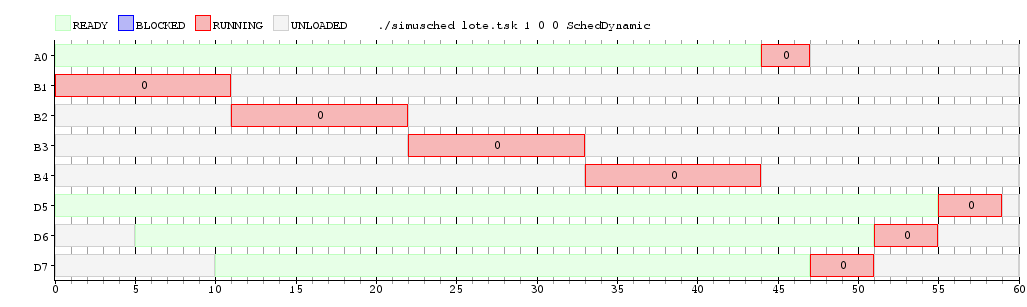 READY BLOCKED RUNNING UNLOADED ./simusched lote.tsk 1 0 0 SchedDynamic
A0 0
B1 0
B2 0
B3 0
B4 0
D5 0
D6 0
D7 0
0 5 10 15 20 25 30 35 40 45 50 55 60